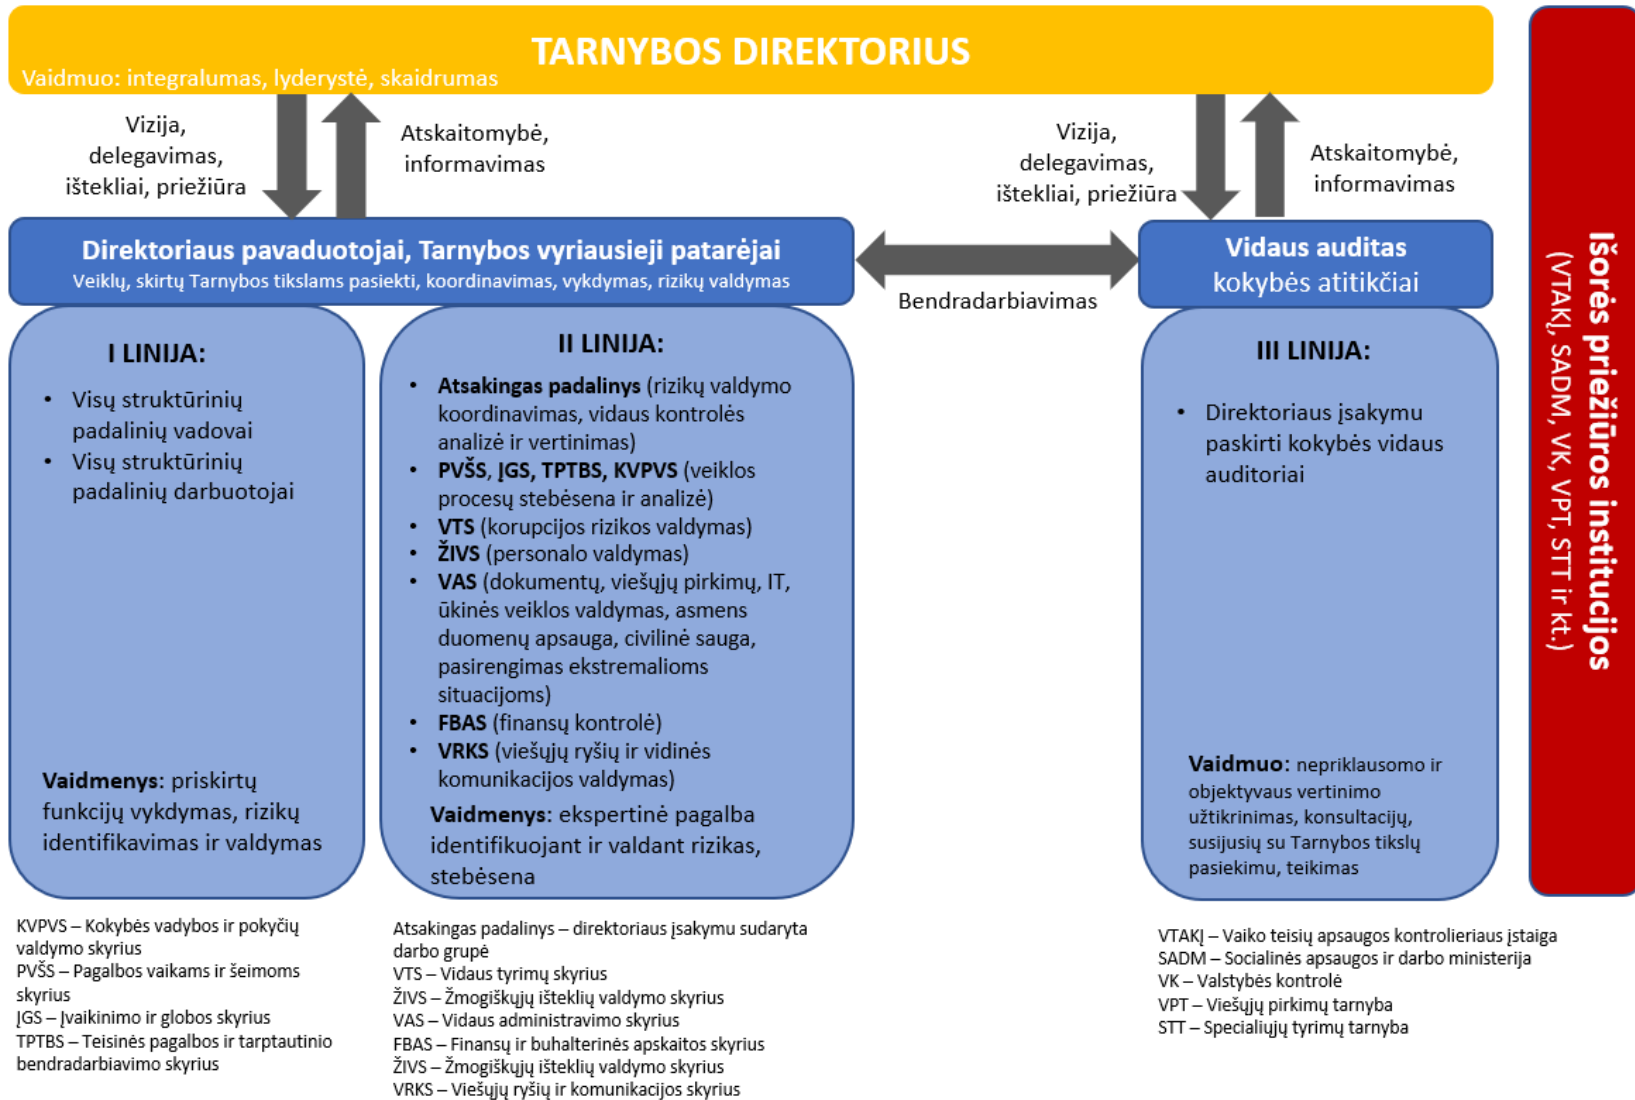 TARNYBOS DIREKTORIUS
Vaidmuo: integralumas, lyderystė, skaidrumas
Vizija,
delegavimas,
ištekliai, priežiūra
Atskaitomybė,
informavimas
Vizija,
delegavimas,
ištekliai, priežiūra
Atskaitomybė,
informavimas
Direktoriaus pavaduotojai, Tarnybos vyriausieji patarėjai
Veiklų, skirtų Tarnybos tikslams pasiekti, koordinavimas, vykdymas, rizikų valdymas
Bendradarbiavimas
Vidaus auditas
kokybės atitikčiai
I LINIJA:
• Visų struktūrinių
padalinių vadovai
• Visų struktūrinių
padalinių darbuotojai
Vaidmenys: priskirtų
funkcijų vykdymas, rizikų
identifikavimas ir valdymas
II LINIJA:
• Atsakingas padalinys (rizikų valdymo
koordinavimas, vidaus kontrolės
analizė ir vertinimas)
• PVŠS, ĮGS, TPTBS, KVPVS (veiklos
procesų stebėsena ir analizė)
• VTS (korupcijos rizikos valdymas)
• ŽIVS (personalo valdymas)
• VAS (dokumentų, viešųjų pirkimų, IT,
ūkinės veiklos valdymas, asmens
duomenų apsauga, civilinė sauga,
pasirengimas ekstremalioms
situacijoms)
• FBAS (finansų kontrolė)
• VRKS (viešųjų ryšių ir vidinės
komunikacijos valdymas)
Vaidmenys: ekspertinė pagalba
identifikuojant ir valdant rizikas,
stebėsena
III LINIJA:
• Direktoriaus įsakymu
paskirti kokybės vidaus
auditoriai
Vaidmuo: nepriklausomo ir
objektyvaus vertinimo
užtikrinimas, konsultacijų,
susijusių su Tarnybos tikslų
pasiekimu, teikimas
Išorės priežiūros institucijos
(VTAKĮ, SADM, VK, VPT, STT ir kt.)
KVPVS – Kokybės vadybos ir pokyčių
valdymo skyrius
PVŠS – Pagalbos vaikams ir šeimoms
skyrius
ĮGS – Įvaikinimo ir globos skyrius
TPTBS – Teisinės pagalbos ir tarptautinio
bendradarbiavimo skyrius
Atsakingas padalinys – direktoriaus įsakymu sudaryta
darbo grupė
VTS – Vidaus tyrimų skyrius
ŽIVS – Žmogiškųjų išteklių valdymo skyrius
VAS – Vidaus administravimo skyrius
FBAS – Finansų ir buhalterinės apskaitos skyrius
ŽIVS – Žmogiškųjų išteklių valdymo skyrius
VRKS – Viešųjų ryšių ir komunikacijos skyrius
VTAKĮ – Vaiko teisių apsaugos kontrolieriaus įstaiga
SADM – Socialinės apsaugos ir darbo ministerija
VK – Valstybės kontrolė
VPT – Viešųjų pirkimų tarnyba
STT – Specialiųjų tyrimų tarnyba